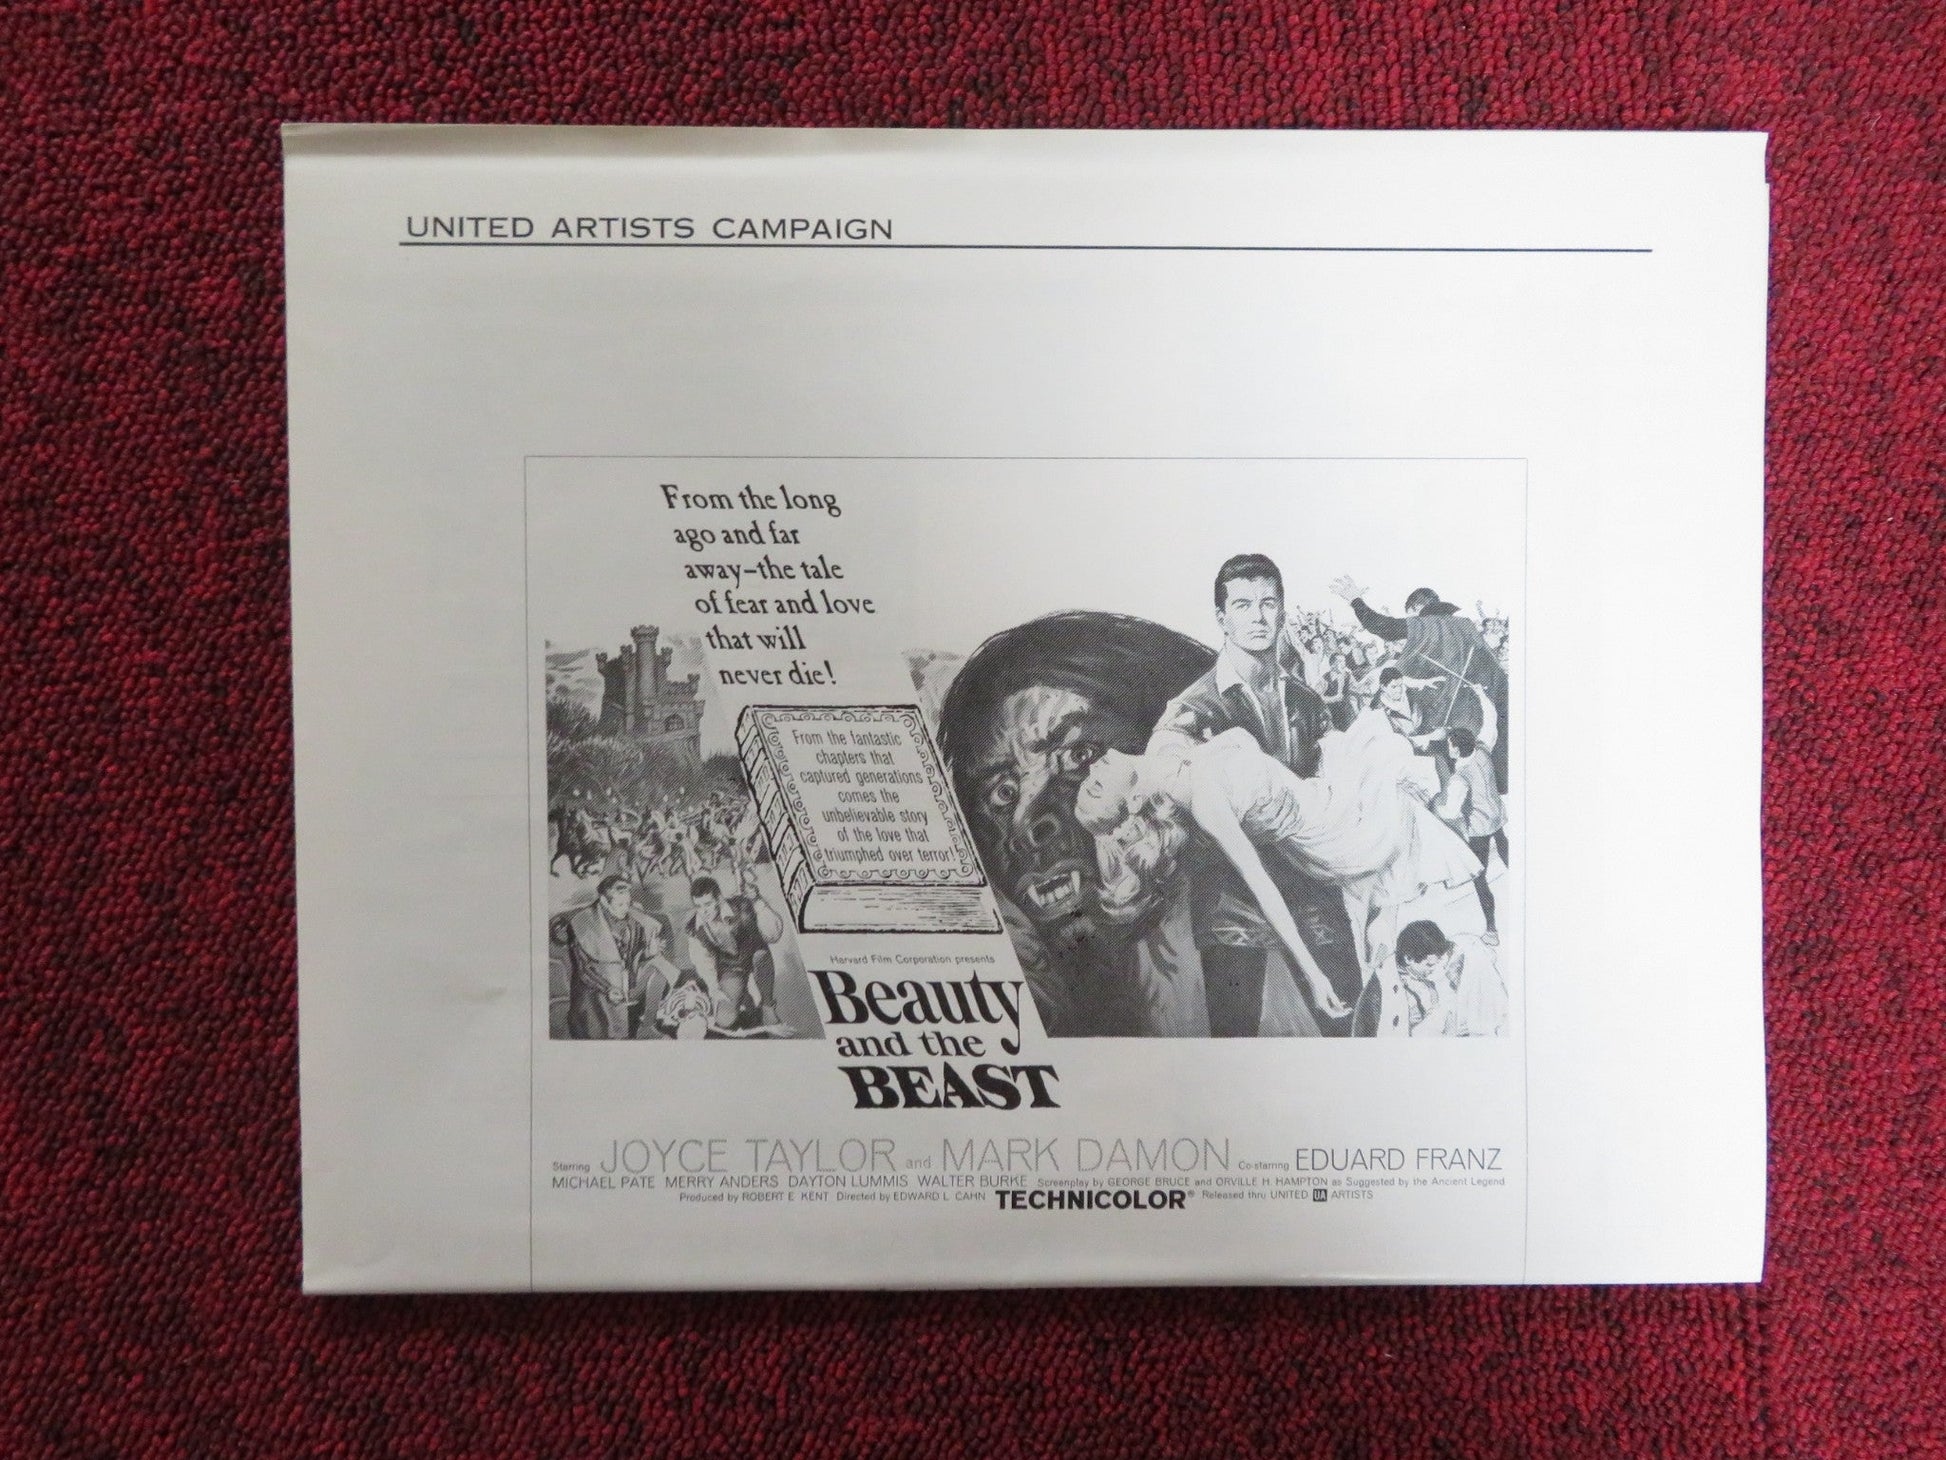 UNITED ARTISTS CAMPAIGN
From the long
ago and far
away–the tale
of fear and love
that will
never die!
From the fantastic
chapters that
captured generations
comes the
unbelievable story
of the love that
triumphed over terror!
Harvard Film Corporation presents
Beauty
and the
BEAST
Starring JOYCE TAYLOR and MARK DAMON Co-starring EDUARD FRANZ
MICHAEL PATE MERRY ANDERS DAYTON LUMMIS WALTER BURKE Screenplay by GEORGE BRUCE and ORVILLE H. HAMPTON as Suggested by the Ancient Legend
Produced by ROBERT E. KENT Directed by EDWARD L. CAHN TECHNICOLOR® Released thru UNITED UA ARTISTS